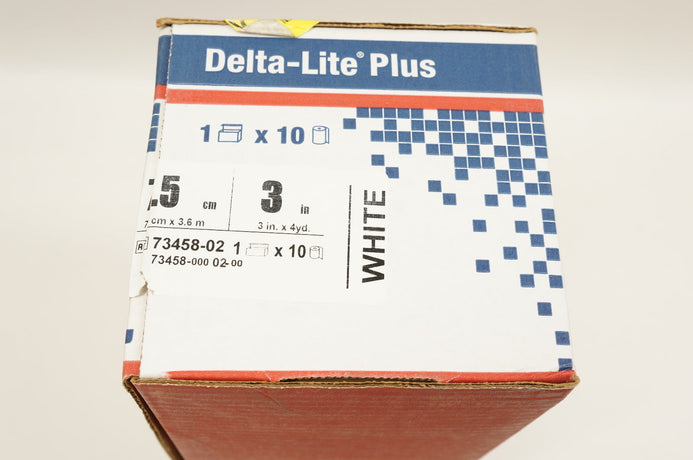 Delta-Lite® Plus
1 x 10
.5 cm 3 in
7 cm x 3.6 m 3 in. x 4yd.
R 73458-02 1 x 10
73458-000 02-00
WHITE